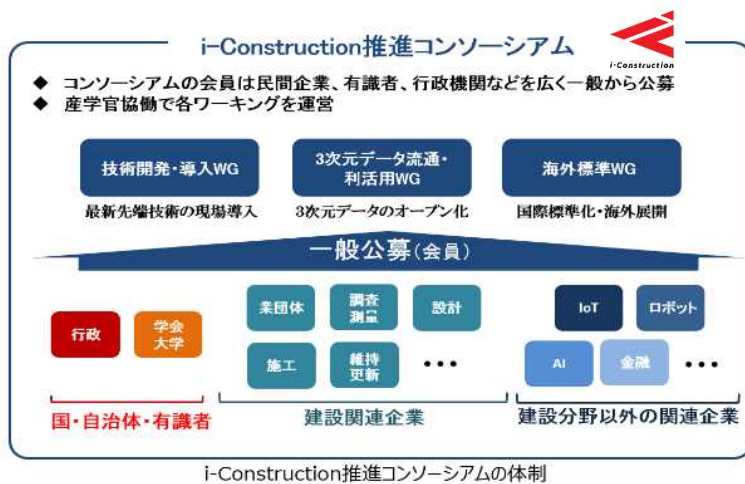 i-Construction推進コンソーシアム
i-Construction
◆ コンソーシアムの会員は民間企業、有識者、行政機関などを広く一般から公募
◆ 産学官協働で各ワーキングを運営
技術開発・導入WG
3次元データ流通・
利活用WG
海外標準WG
最新先端技術の現場導入
3次元データのオープン化
国際標準化・海外展開
一般公募(会員)
行政
学会
大学
業団体
調査
測量
設計
施工
維持
更新
•••
IoT
ロボット
AI
金融
•••
国・自治体・有識者
建設関連企業
建設分野以外の関連企業
i-Construction推進コンソーシアムの体制